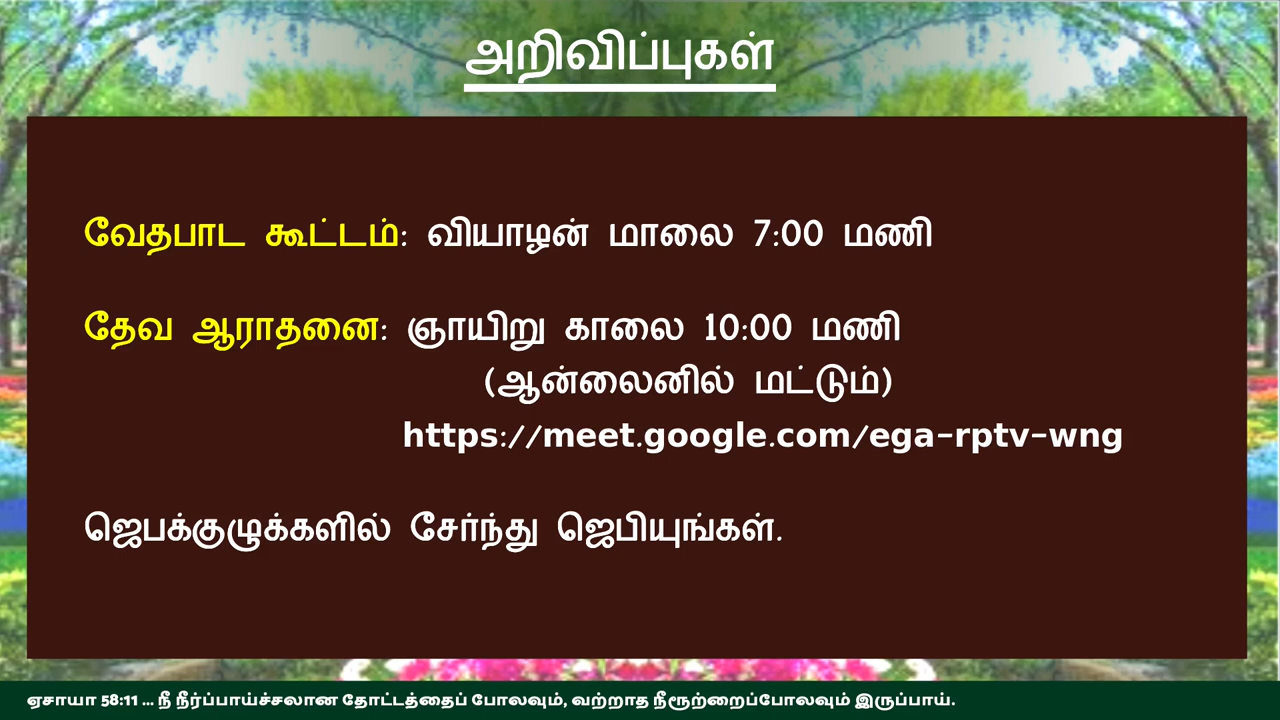 அறிவிப்புகள்
வேதபாட கூட்டம்: வியாழன் மாலை 7:00 மணி
தேவ ஆராதனை: ஞாயிறு காலை 10:00 மணி
(ஆன்லைனில் மட்டும்)
https://meet.google.com/ega-rptv-wng
ஜெபக்குழுக்களில் சேர்ந்து ஜெபியுங்கள்.
ஏசாயா 58:11 ... நீ நீர்ப்பாய்ச்சலான தோட்டத்தைப் போலவும், வற்றாத நீரூற்றைப்போலவும் இருப்பாய்.